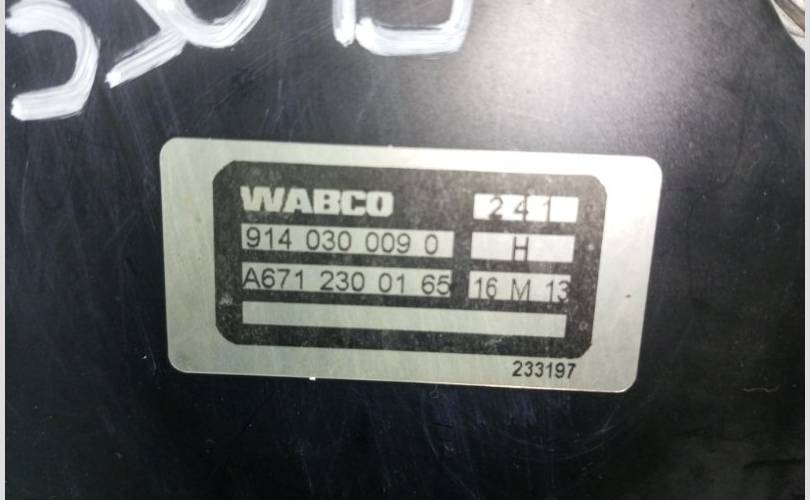 WABCO 241
914 030 009 0 H
A671 230 01 65 16 M 13
233197